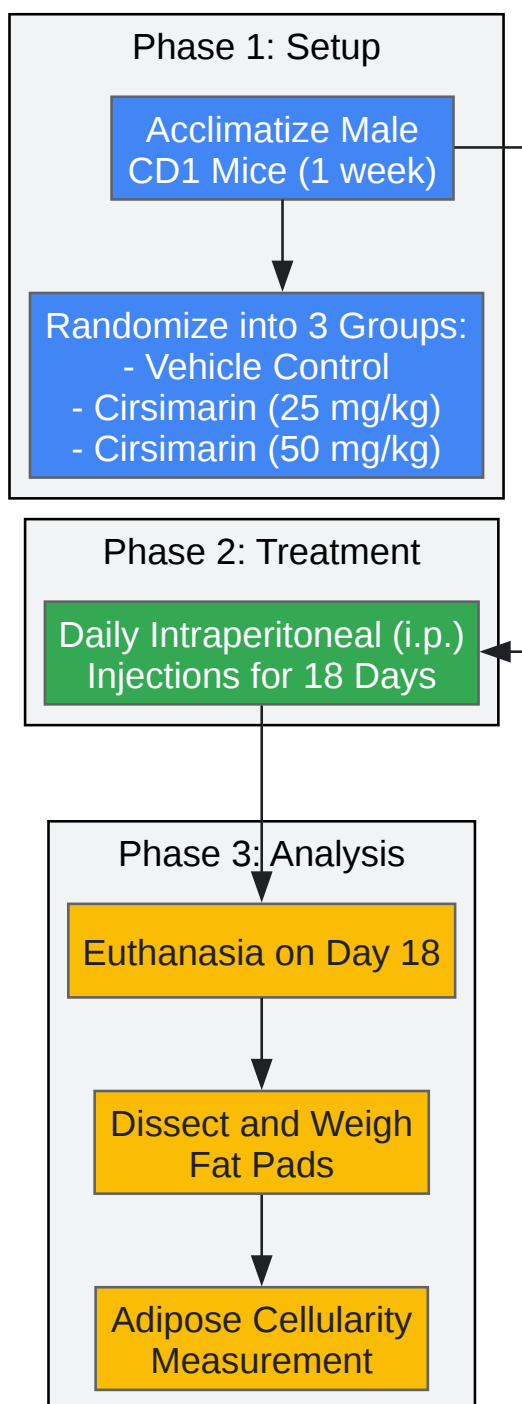 Phase 1: Setup
Acclimatize Male
CD1 Mice (1 week)
Randomize into 3 Groups:
- Vehicle Control
- Cirsimarin (25 mg/kg)
- Cirsimarin (50 mg/kg)
Phase 2: Treatment
Daily Intraperitoneal (i.p.)
Injections for 18 Days
Phase 3: Analysis
Euthanasia on Day 18
Dissect and Weigh
Fat Pads
Adipose Cellularity
Measurement